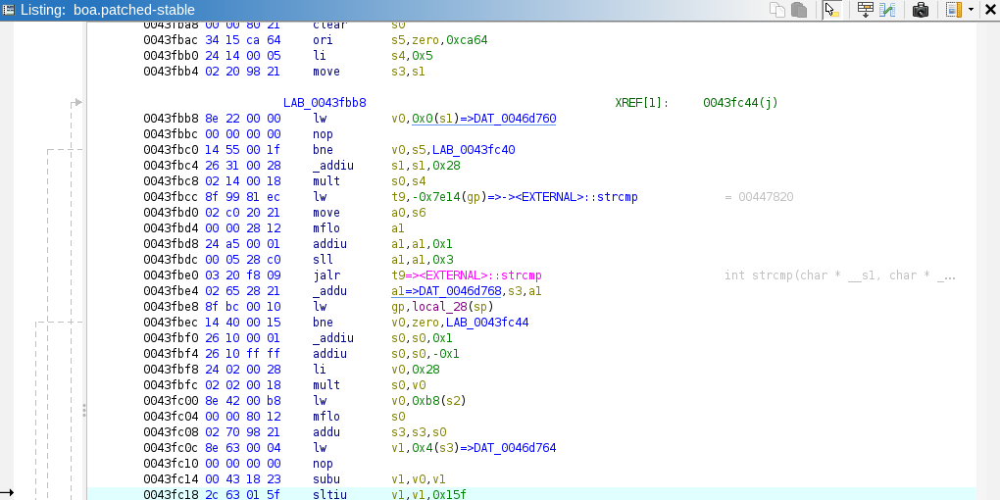 Listing: boa.patched-stable
0043fba8 00 00 80 21 clear s0
0043fbac 34 15 ca 64 ori s5,zero,0xca64
0043fbb0 24 14 00 05 li s4,0x5
0043fbb4 02 20 98 21 move s3,s1
LAB_0043fbb8 XREF[1]: 0043fc44(j)
0043fbb8 8e 22 00 00 lw v0,0x0(s1)=>DAT_0046d760
0043fbbc 00 00 00 00 nop
0043fbc0 14 55 00 1f bne v0,s5,LAB_0043fc40
0043fbc4 26 31 00 28 _addiu s1,s1,0x28
0043fbc8 02 14 00 18 mult s0,s4
0043fbcc 8f 99 81 ec lw t9,-0x7e14(gp)=>-><EXTERNAL>::strcmp = 00447820
0043fbd0 02 c0 20 21 move a0,s6
0043fbd4 00 00 28 12 mflo a1
0043fbd8 24 a5 00 01 addiu a1,a1,0x1
0043fbdc 00 05 28 c0 sll a1,a1,0x3
0043fbe0 03 20 f8 09 jalr t9=><EXTERNAL>::strcmp int strcmp(char * __s1, char * _...
0043fbe4 02 65 28 21 _addu a1=>DAT_0046d768,s3,a1
0043fbe8 8f bc 00 10 lw gp,local_28(sp)
0043fbec 14 40 00 15 bne v0,zero,LAB_0043fc44
0043fbf0 26 10 00 01 _addiu s0,s0,0x1
0043fbf4 26 10 ff ff addiu s0,s0,-0x1
0043fbf8 24 02 00 28 li v0,0x28
0043fbfc 02 02 00 18 mult s0,v0
0043fc00 8e 42 00 b8 lw v0,0xb8(s2)
0043fc04 00 00 80 12 mflo s0
0043fc08 02 70 98 21 addu s3,s3,s0
0043fc0c 8e 63 00 04 lw v1,0x4(s3)=>DAT_0046d764
0043fc10 00 00 00 00 nop
0043fc14 00 43 18 23 subu v1,v0,v1
0043fc18 2c 63 01 5f sltiu v1,v1,0x15f